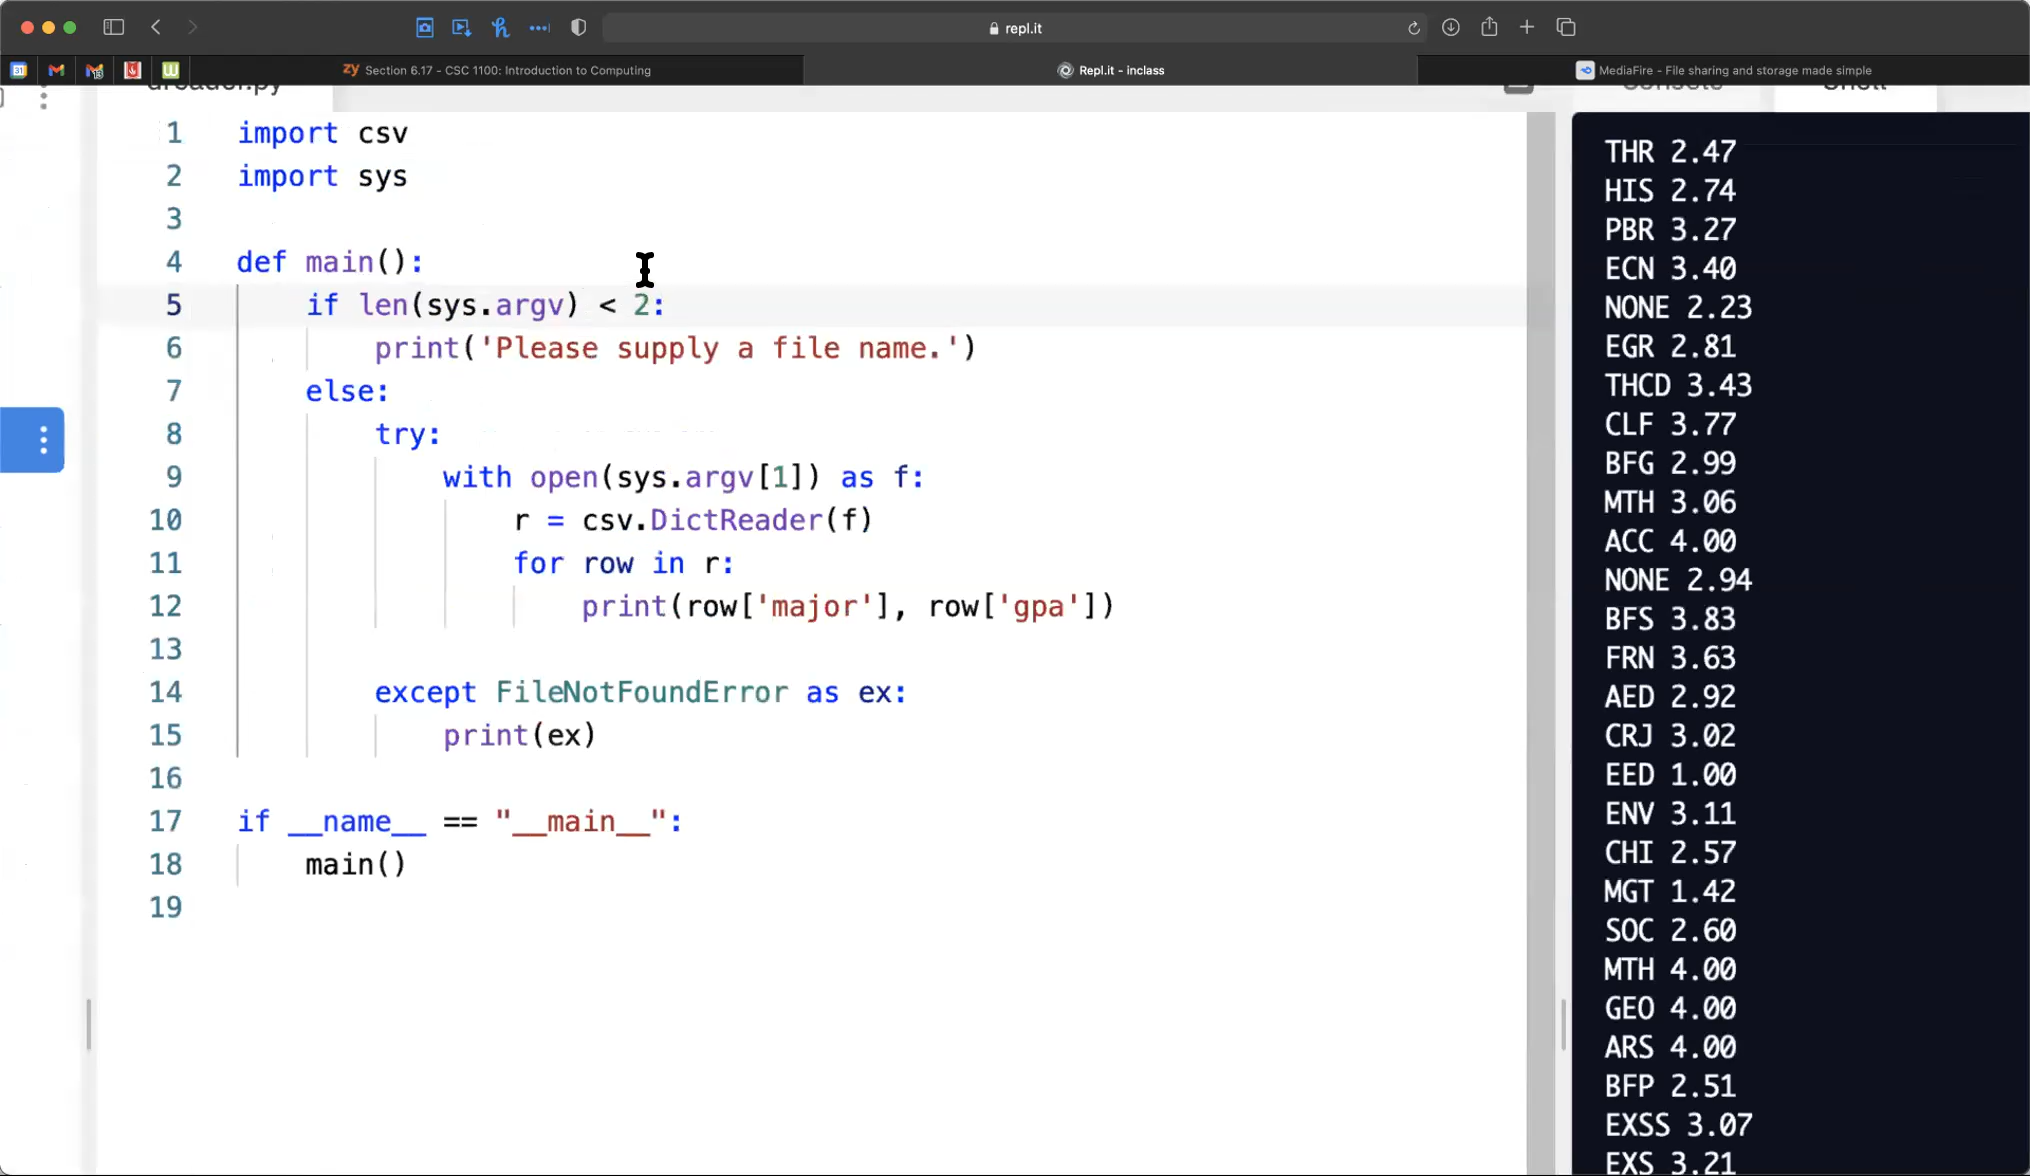 repl.it
31
13
W
zy Section 6.17 - CSC 1100: Introduction to Computing
Repl.it - inclass
MediaFire - File sharing and storage made simple
Console
Shell
1 import csv
2 import sys
3
4 def main():
5 if len(sys.argv) < 2:
6 print('Please supply a file name.')
7 else:
8 try:
9 with open(sys.argv[1]) as f:
10 r = csv.DictReader(f)
11 for row in r:
12 print(row['major'], row['gpa'])
13
14 except FileNotFoundError as ex:
15 print(ex)
16
17 if __name__ == "__main__":
18 main()
19
THR 2.47
HIS 2.74
PBR 3.27
ECN 3.40
NONE 2.23
EGR 2.81
THCD 3.43
CLF 3.77
BFG 2.99
MTH 3.06
ACC 4.00
NONE 2.94
BFS 3.83
FRN 3.63
AED 2.92
CRJ 3.02
EED 1.00
ENV 3.11
CHI 2.57
MGT 1.42
SOC 2.60
MTH 4.00
GEO 4.00
ARS 4.00
BFP 2.51
EXSS 3.07
EXS 3.21